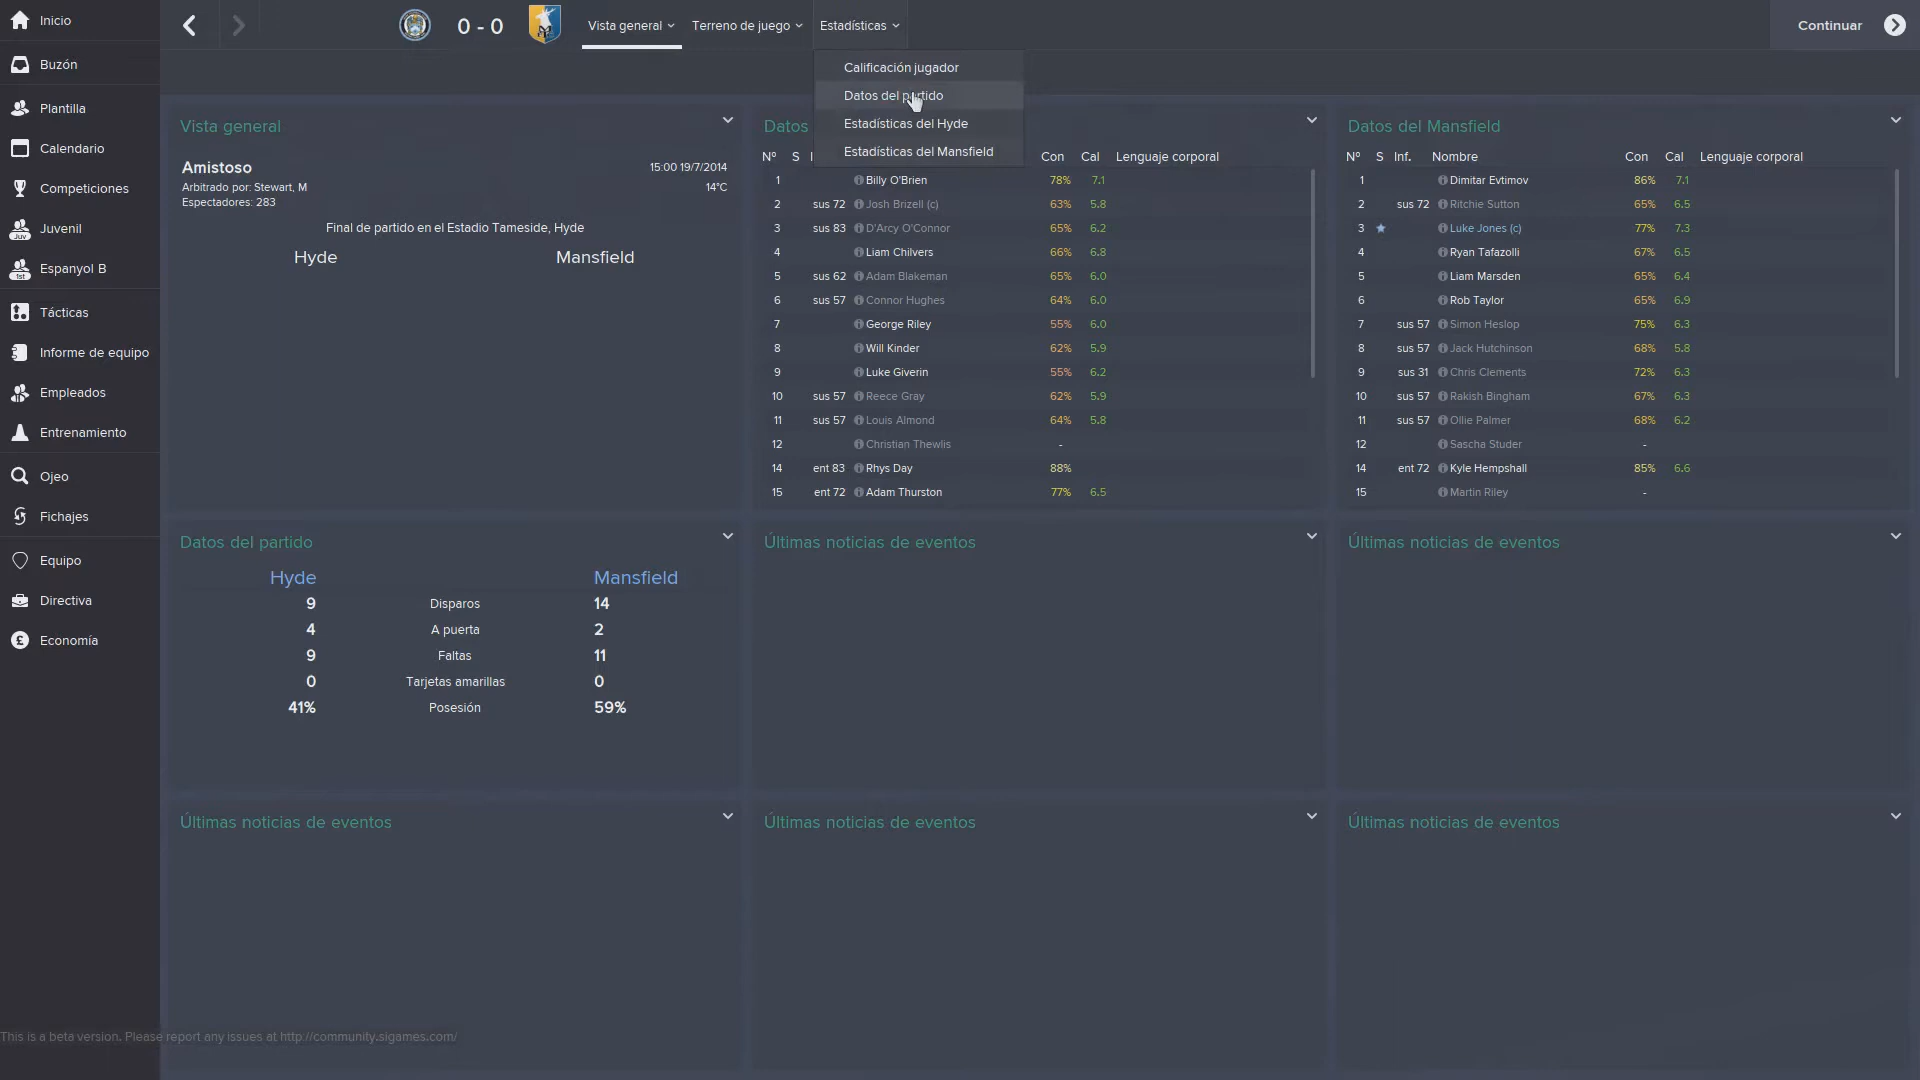 Inicio
Buzón
Plantilla
Calendario
Competiciones
Juvenil
Espanyol B
Tácticas
Informe de equipo
Empleados
Entrenamiento
Ojeo
Fichajes
Equipo
Directiva
Economía
0 - 0
Vista general
Terreno de juego
Estadísticas
Continuar
Calificación jugador
Datos del partido
Estadísticas del Hyde
Estadísticas del Mansfield
Vista general
Amistoso 15:00 19/7/2014
Arbitrado por: Stewart, M 14°C
Espectadores: 283
Final de partido en el Estadio Tameside, Hyde
Hyde Mansfield
Datos
Nº S I Con Cal Lenguaje corporal
1 Billy O'Brien 78% 7.1
2 sus 72 Josh Brizell (c) 63% 5.8
3 sus 83 D'Arcy O'Connor 65% 6.2
4 Liam Chilvers 66% 6.8
5 sus 62 Adam Blakeman 65% 6.0
6 sus 57 Connor Hughes 64% 6.0
7 George Riley 55% 6.0
8 Will Kinder 62% 5.9
9 Luke Giverin 55% 6.2
10 sus 57 Reece Gray 62% 5.9
11 sus 57 Louis Almond 64% 5.8
12 Christian Thewlis -
14 ent 83 Rhys Day 88%
15 ent 72 Adam Thurston 77% 6.5
Datos del Mansfield
Nº S Inf. Nombre Con Cal Lenguaje corporal
1 Dimitar Evtimov 86% 7.1
2 sus 72 Ritchie Sutton 65% 6.5
3 Luke Jones (c) 77% 7.3
4 Ryan Tafazolli 67% 6.5
5 Liam Marsden 65% 6.4
6 Rob Taylor 65% 6.9
7 sus 57 Simon Heslop 75% 6.3
8 sus 57 Jack Hutchinson 68% 5.8
9 sus 31 Chris Clements 72% 6.3
10 sus 57 Rakish Bingham 67% 6.3
11 sus 57 Ollie Palmer 68% 6.2
12 Sascha Studer -
14 ent 72 Kyle Hempshall 85% 6.6
15 Martin Riley -
Datos del partido
Hyde Mansfield
9 Disparos 14
4 A puerta 2
9 Faltas 11
0 Tarjetas amarillas 0
41% Posesión 59%
Últimas noticias de eventos
Últimas noticias de eventos
Últimas noticias de eventos
Últimas noticias de eventos
Últimas noticias de eventos
This is a beta version. Please report any issues at http://community.sigames.com/